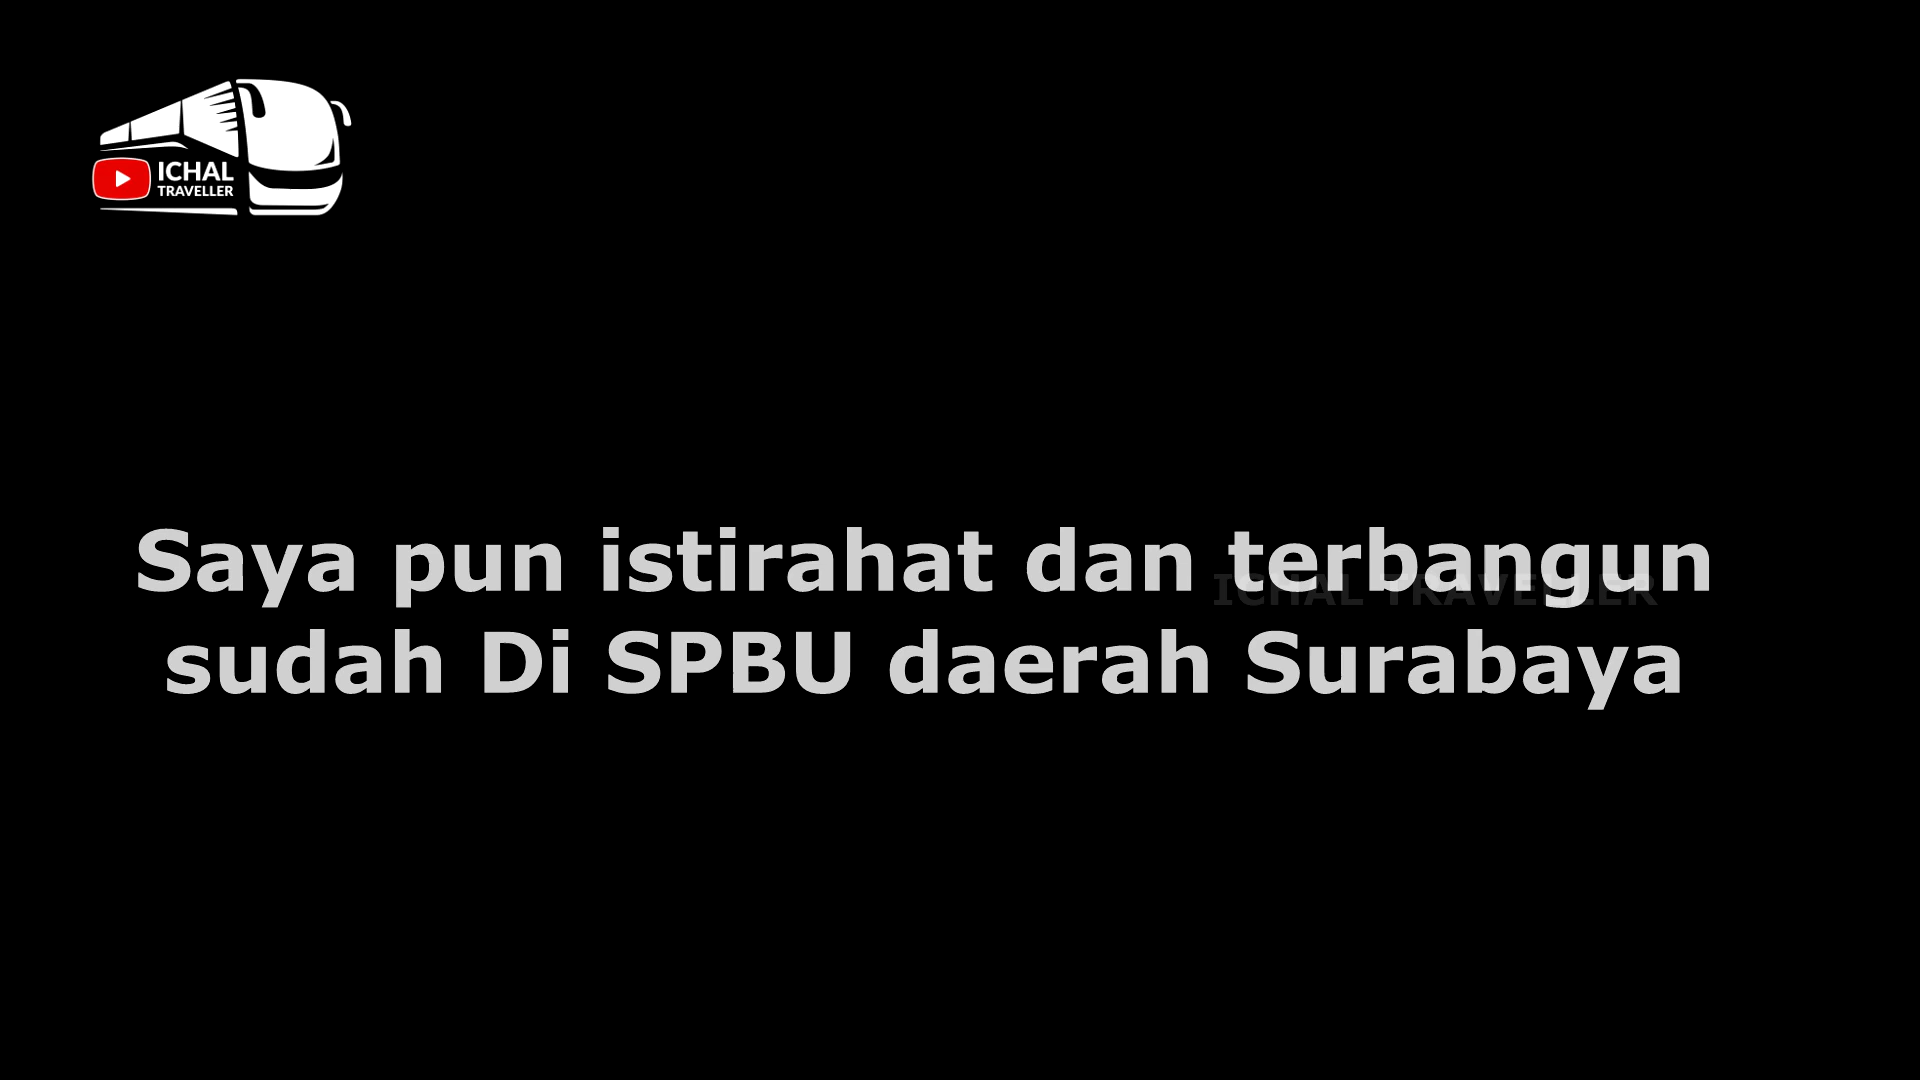 ICHAL
TRAVELLER
Saya pun istirahat dan terbangun
ICHAL TRAVELLER
sudah Di SPBU daerah Surabaya